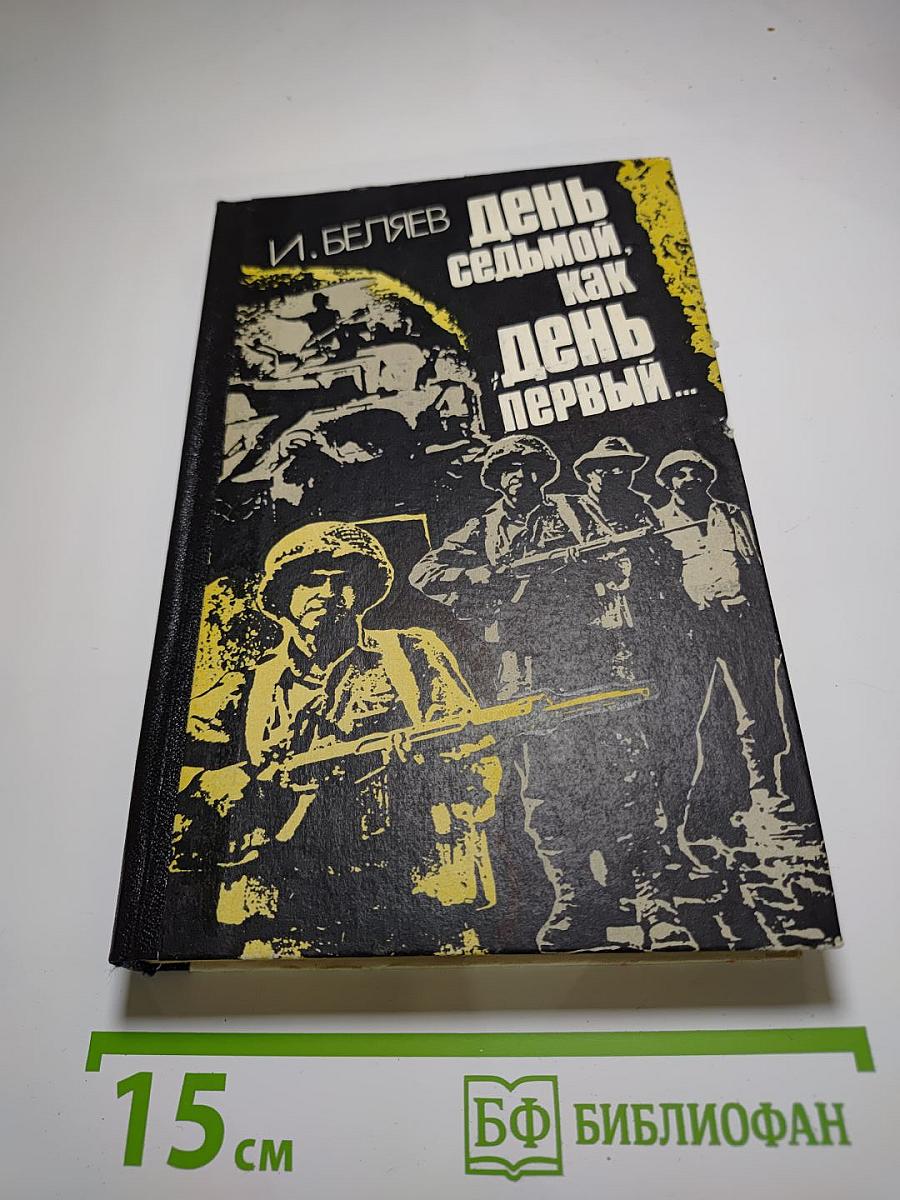 И. БЕЛЯЕВ
ДЕНЬ
седьмой,
как
ДЕНЬ
первый...
15 см
БФ БИБЛИОФАН